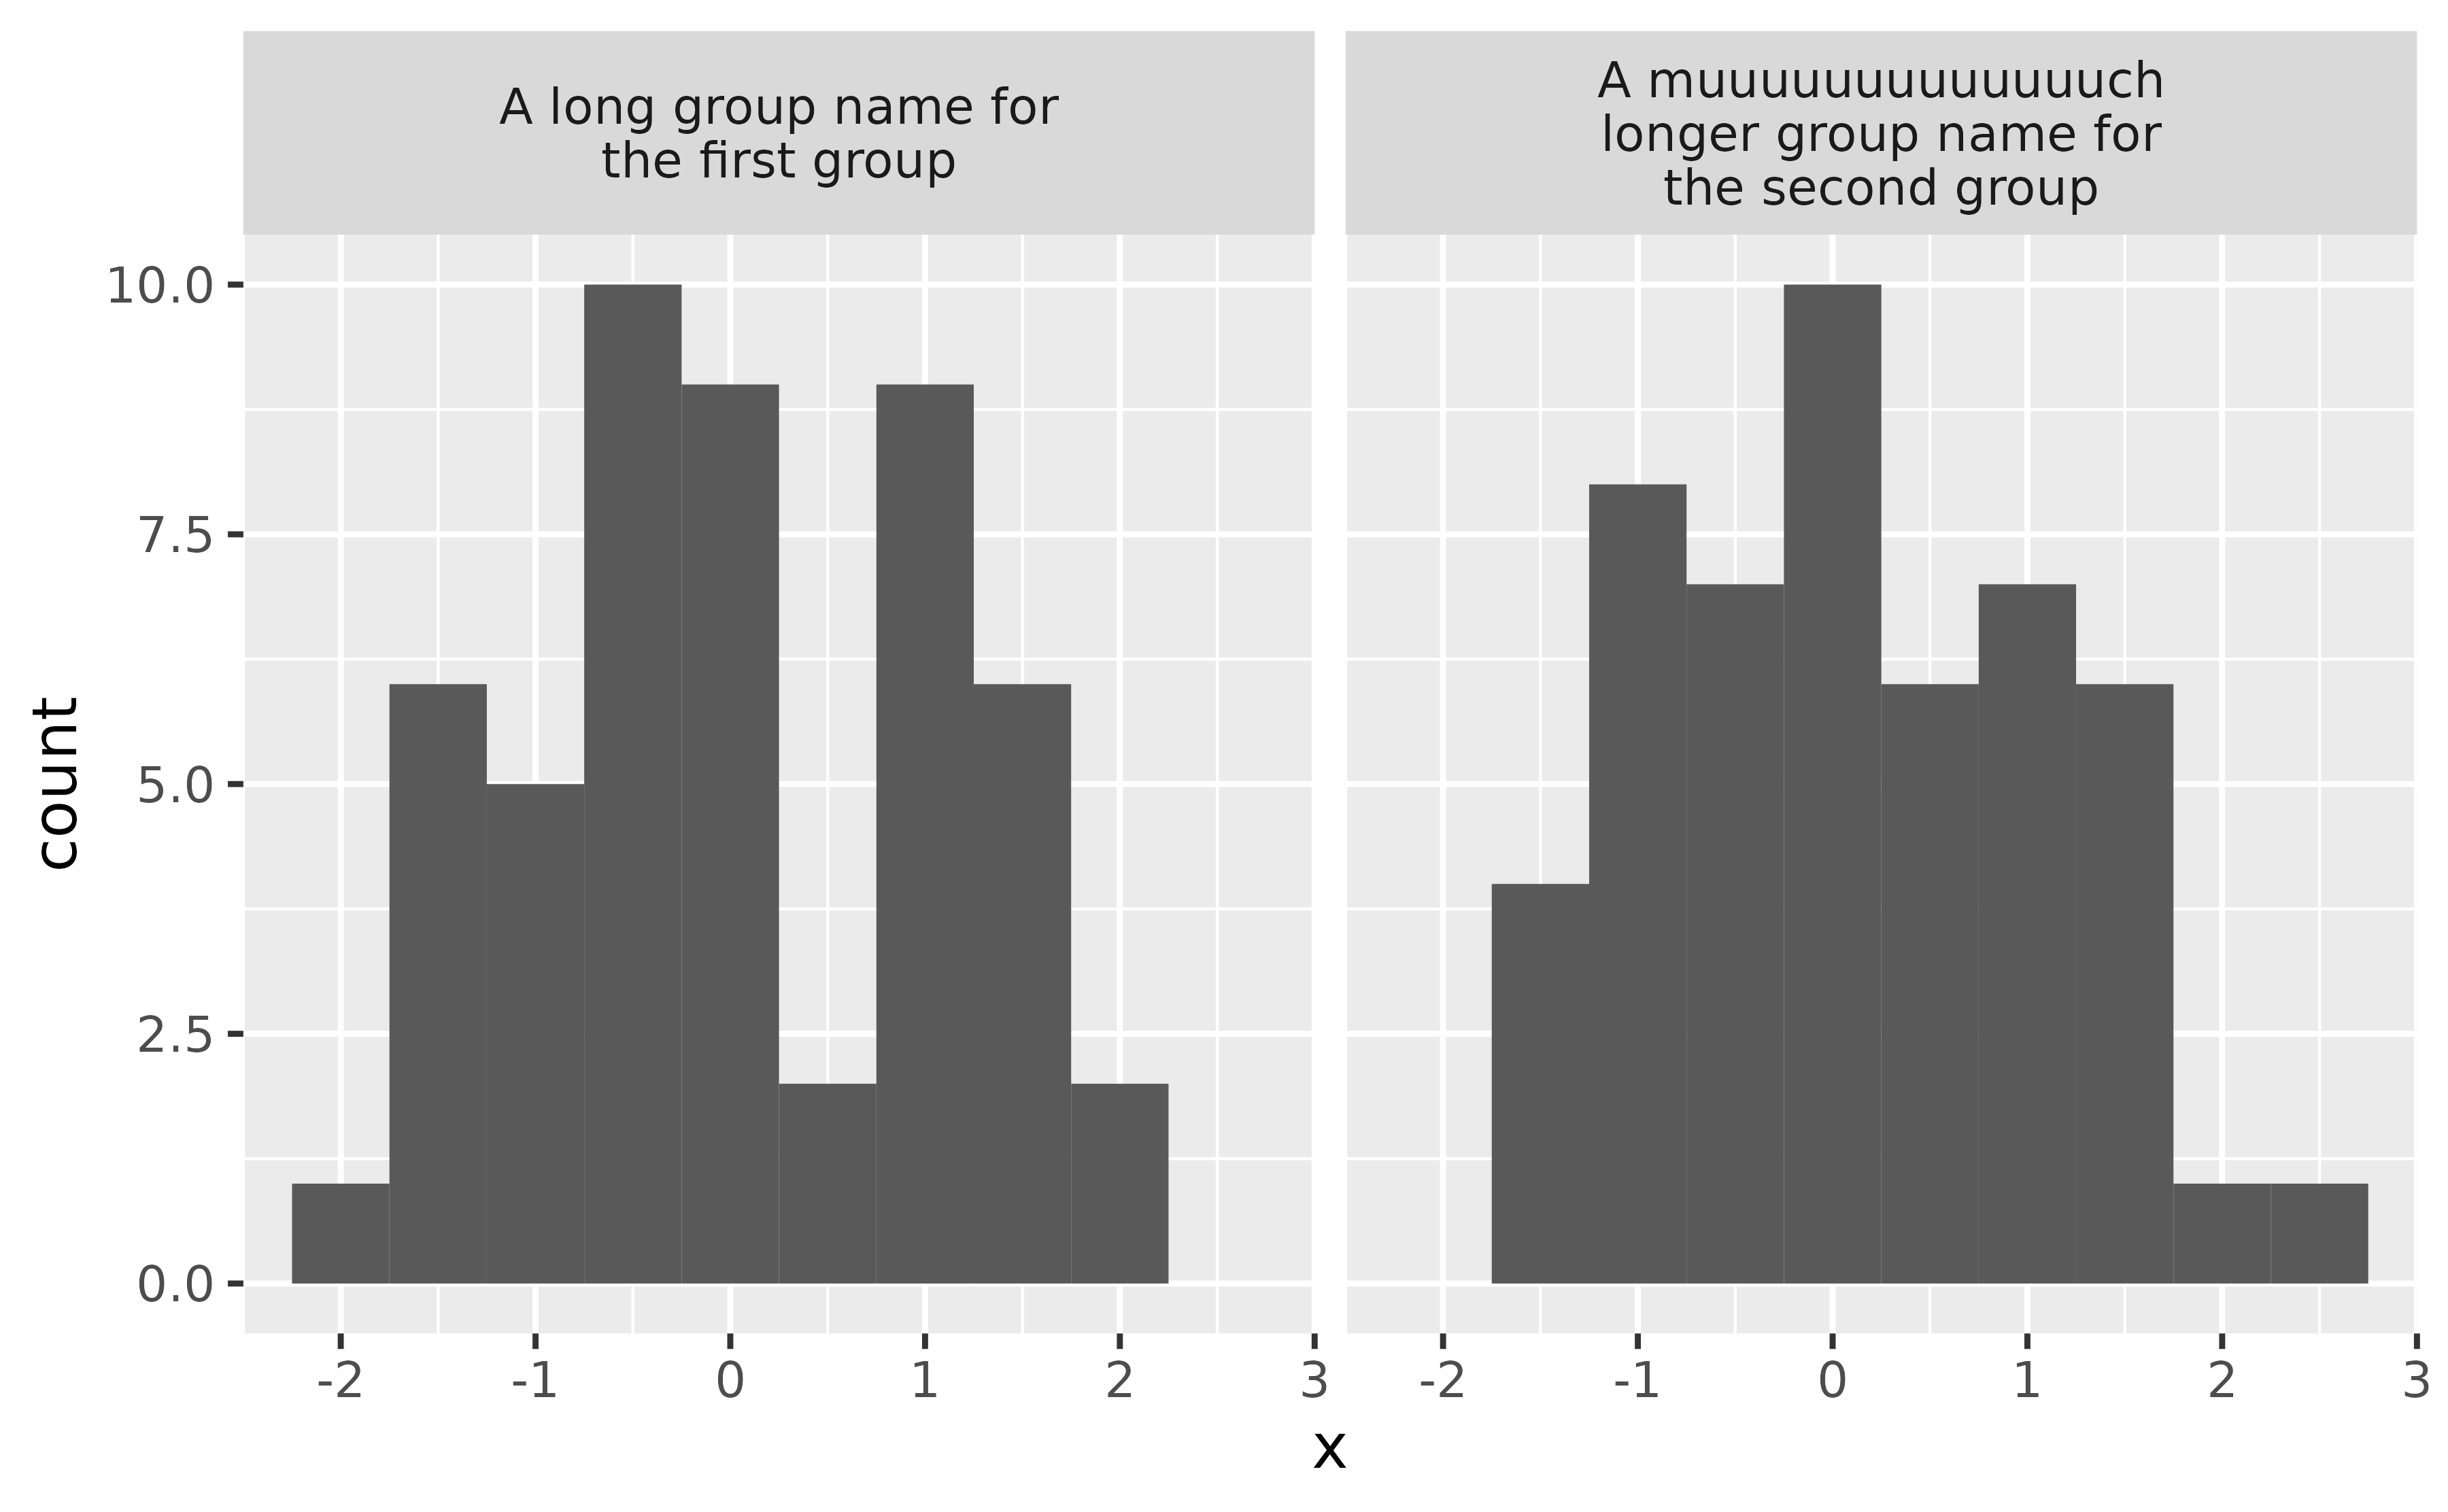 A long group name for
the first group
A muuuuuuuuuuuuuch
longer group name for
the second group
10.0
7.5
5.0
2.5
0.0
count
-2 -1 0 1 2 3
-2 -1 0 1 2 3
x